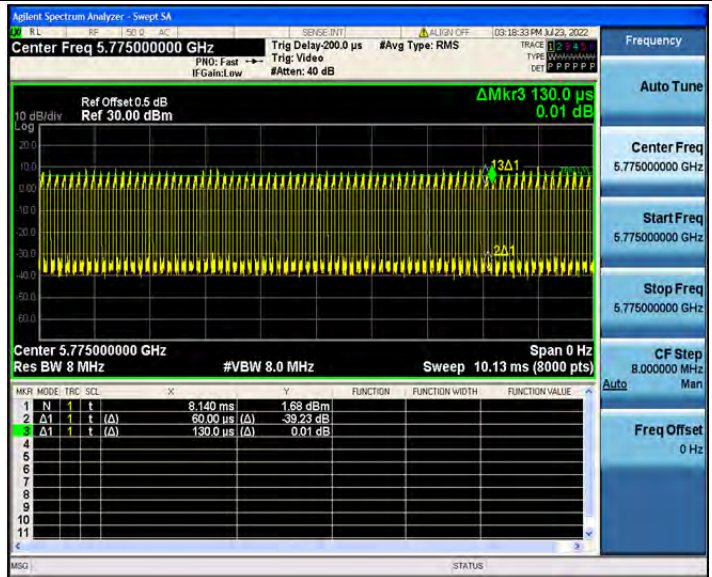 Agilent Spectrum Analyzer - Swept SA
RL RF 50 Ω AC SENSE:INT ALIGN OFF 03:18:33 PM Jul 23, 2022
Center Freq 5.775000000 GHz
Trig Delay-200.0 µs #Avg Type: RMS
TRACE 1 2 3 4 5 6
PNO: Fast Trig: Video
TYPE
IFGain:Low #Atten: 40 dB
DET P P P P P P
ΔMkr3 130.0 µs
0.01 dB
Ref Offset 0.5 dB
10 dB/div Ref 30.00 dBm
Log
20.0
10.0
0.00
-10.0
-20.0
-30.0
-40.0
-50.0
-60.0
13Δ1
2Δ1
Center 5.775000000 GHz Span 0 Hz
Res BW 8 MHz #VBW 8.0 MHz Sweep 10.13 ms (8000 pts)
MKR MODE TRC SCL X Y FUNCTION FUNCTION WIDTH FUNCTION VALUE
1 N 1 t 8.140 ms 1.68 dBm
2 Δ1 1 t (Δ) 60.00 µs (Δ) -39.23 dB
3 Δ1 1 t (Δ) 130.0 µs (Δ) 0.01 dB
4
5
6
7
8
9
10
11
MSG STATUS
Frequency
Auto Tune
Center Freq
5.775000000 GHz
Start Freq
5.775000000 GHz
Stop Freq
5.775000000 GHz
CF Step
8.000000 MHz
Auto Man
Freq Offset
0 Hz